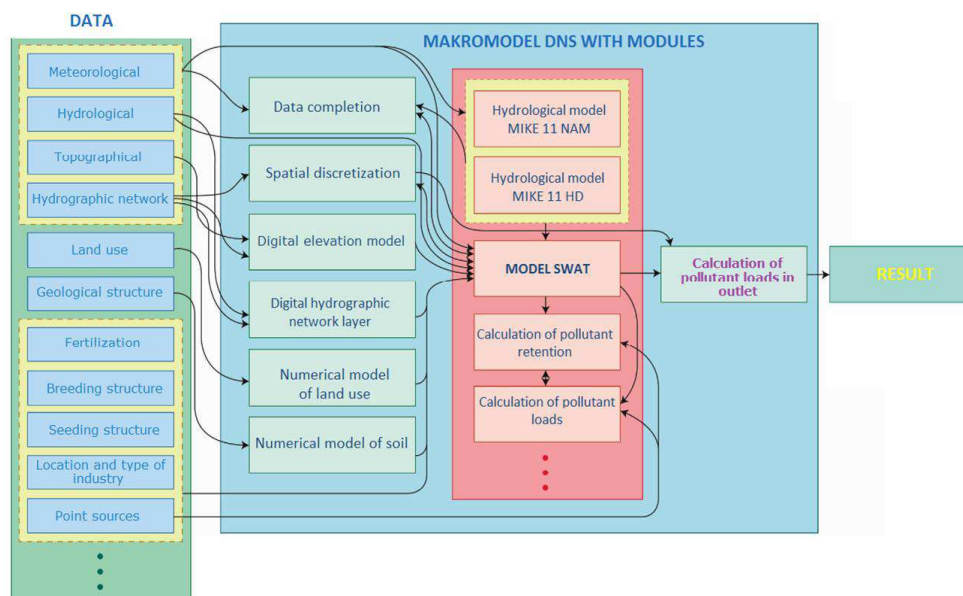 DATA
Meteorological
Hydrological
Topographical
Hydrographic network
Land use
Geological structure
Fertilization
Breeding structure
Seeding structure
Location and type of
industry
Point sources
MAKROMODEL DNS WITH MODULES
Data completion
Spatial discretization
Digital elevation model
Digital hydrographic
network layer
Numerical model
of land use
Numerical model of soil
Hydrological model
MIKE 11 NAM
Hydrological model
MIKE 11 HD
MODEL SWAT
Calculation of pollutant
retention
Calculation of pollutant
loads
Calculation of
pollutant loads in
outlet
RESULT